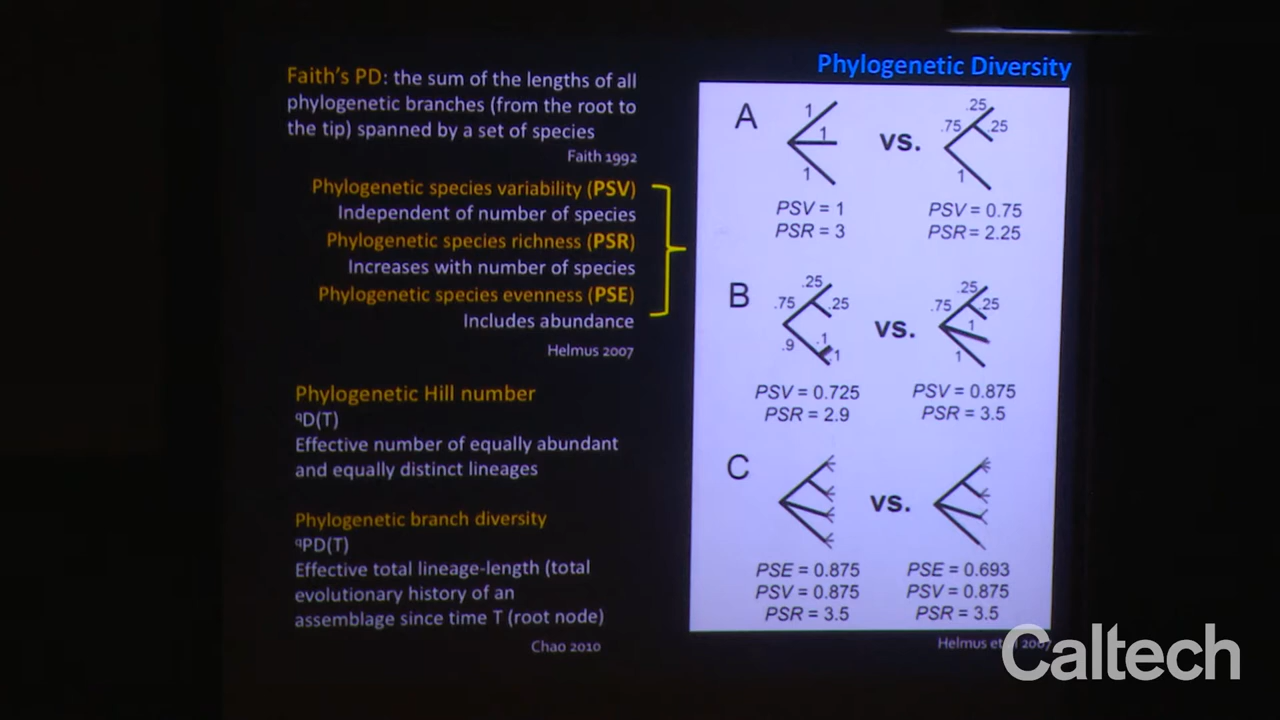 Phylogenetic Diversity
Faith's PD: the sum of the lengths of all
phylogenetic branches (from the root to
the tip) spanned by a set of species
Faith 1992
Phylogenetic species variability (PSV)
Independent of number of species
Phylogenetic species richness (PSR)
Increases with number of species
Phylogenetic species evenness (PSE)
Includes abundance
Helmus 2007
Phylogenetic Hill number
qD(T)
Effective number of equally abundant
and equally distinct lineages
Phylogenetic branch diversity
qPD(T)
Effective total lineage-length (total
evolutionary history of an
assemblage since time T (root node)
Chao 2010
A
1
1
1
vs.
.25
.75 .25
1
PSV = 1
PSR = 3
PSV = 0.75
PSR = 2.25
B
.25
.75 .25
.9 .1
.1
vs.
.25
.75 .25
1
1
PSV = 0.725
PSR = 2.9
PSV = 0.875
PSR = 3.5
C
vs.
PSE = 0.875
PSV = 0.875
PSR = 3.5
PSE = 0.693
PSV = 0.875
PSR = 3.5
Helmus et 2007
Caltech